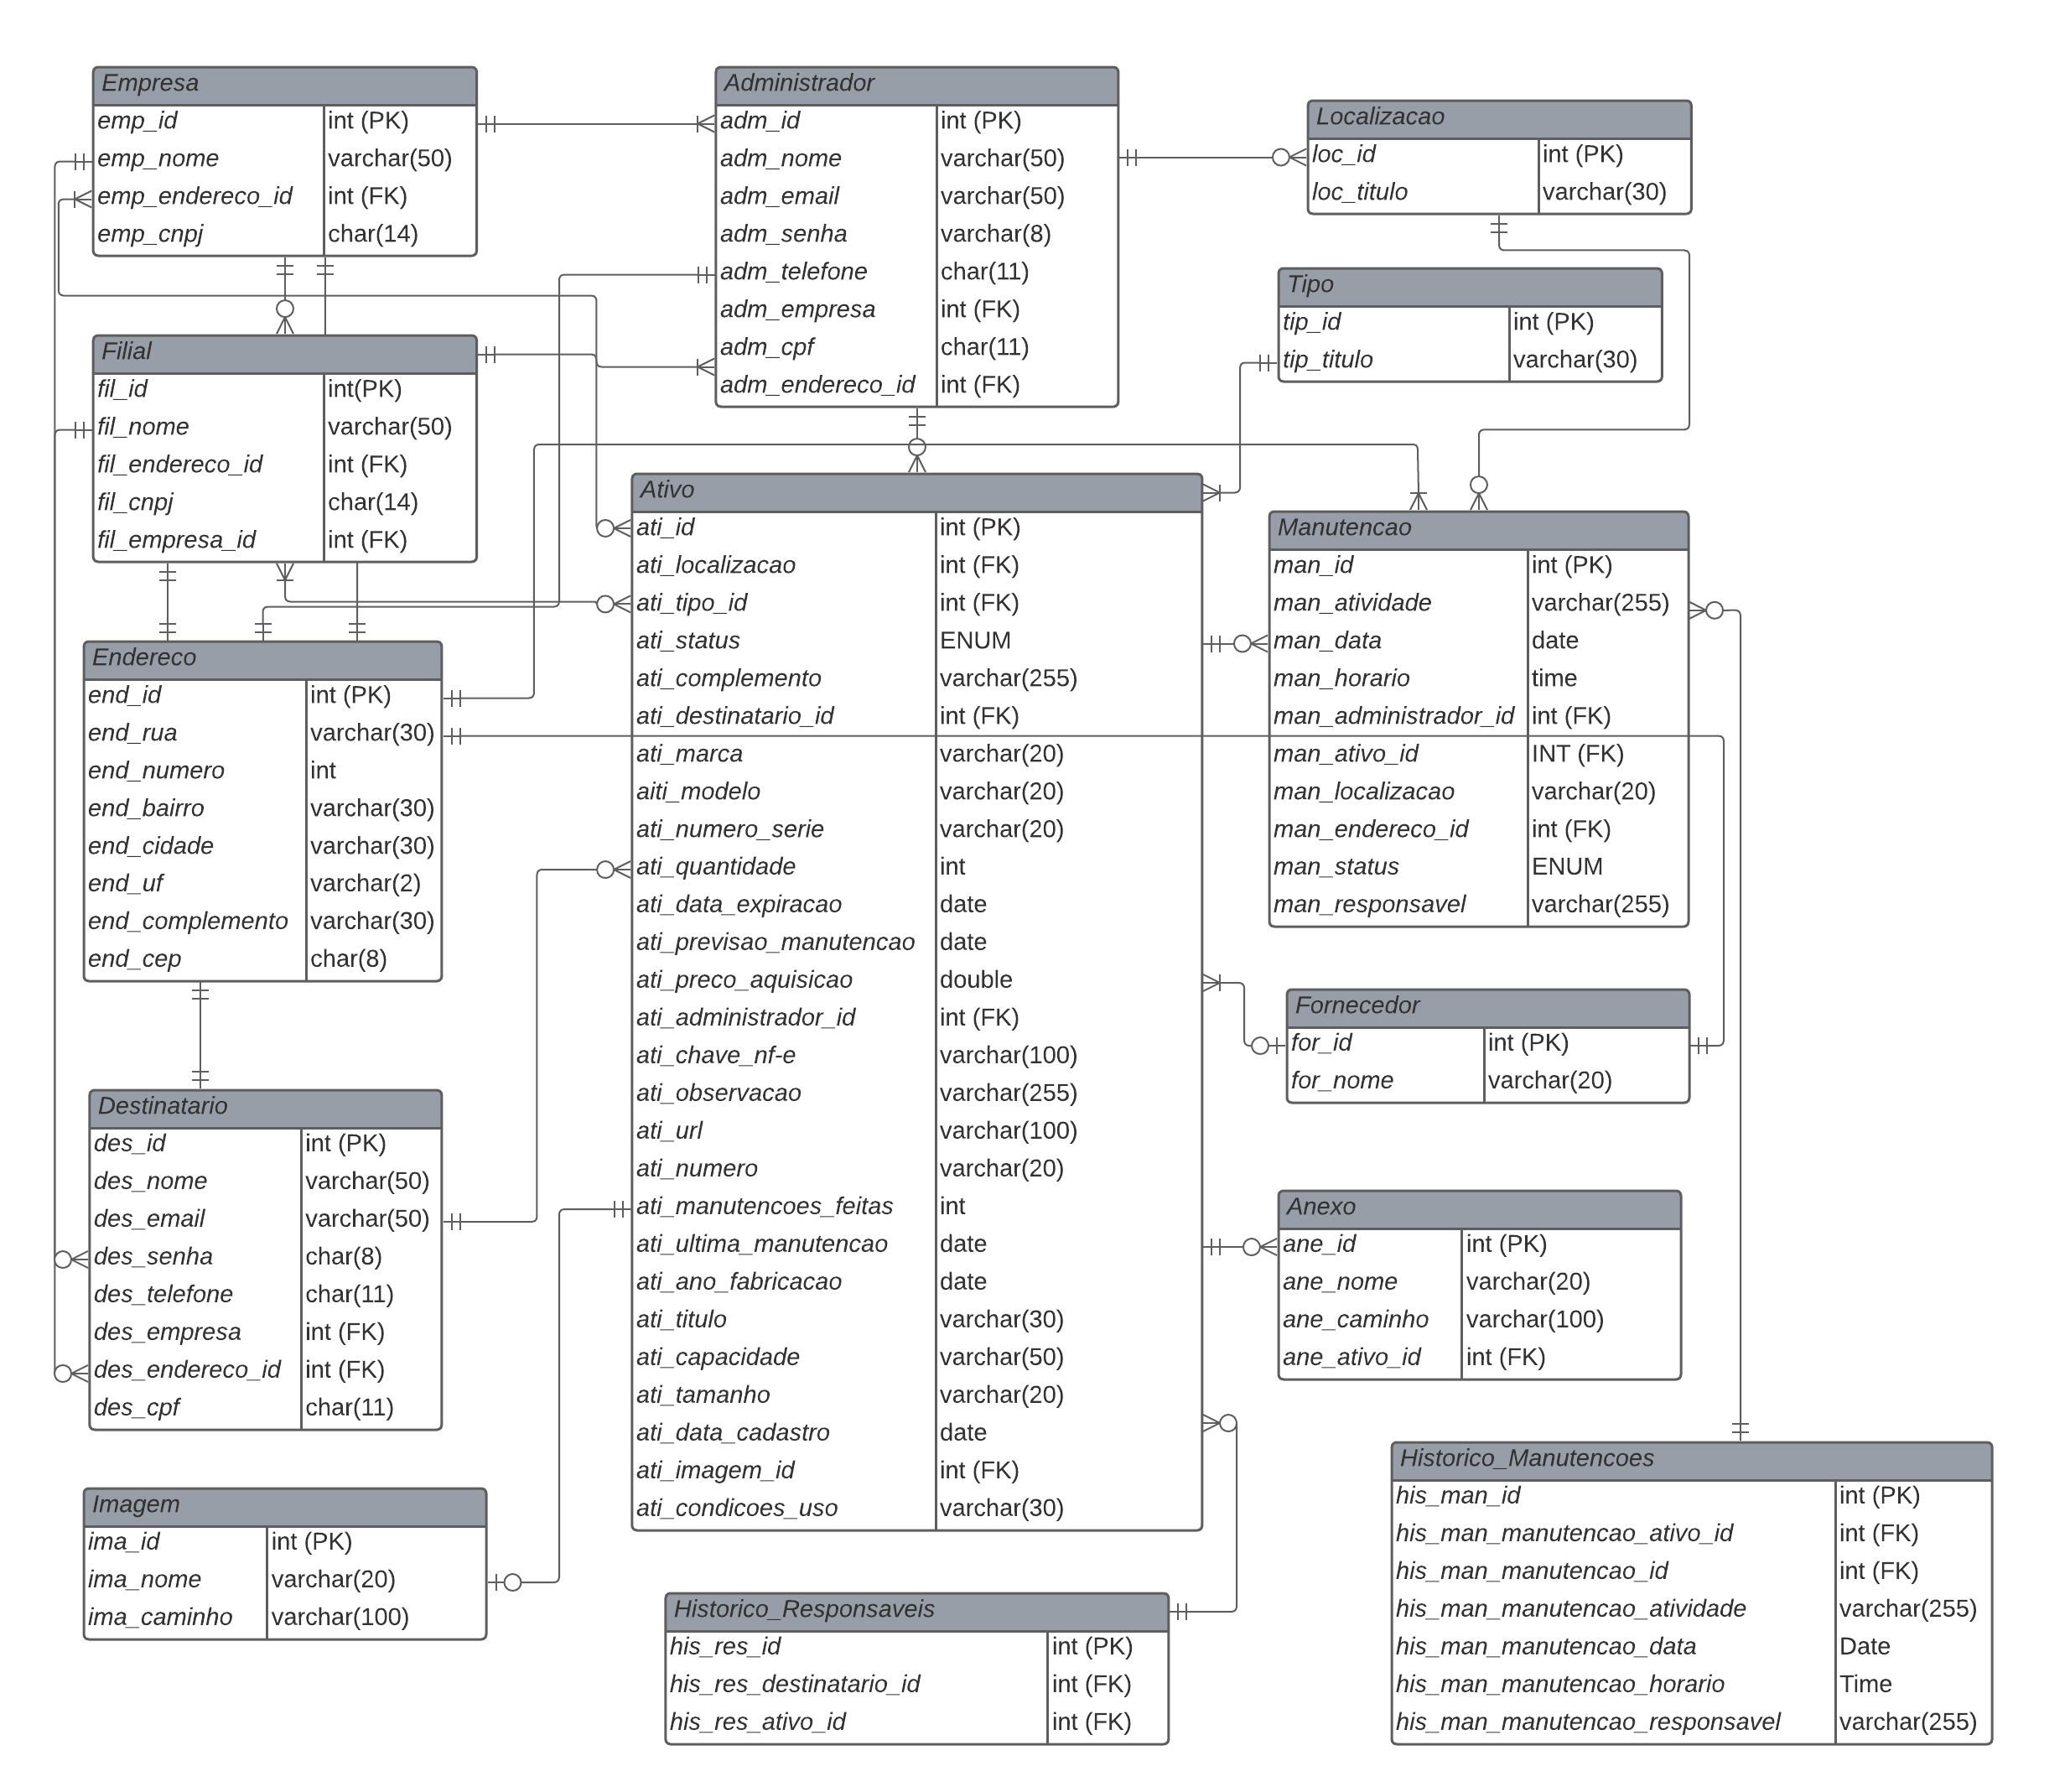 Empresa
emp_id int (PK)
emp_nome varchar(50)
emp_endereco_id int (FK)
emp_cnpj char(14)
Administrador
adm_id int (PK)
adm_nome varchar(50)
adm_email varchar(50)
adm_senha varchar(8)
adm_telefone char(11)
adm_empresa int (FK)
adm_cpf char(11)
adm_endereco_id int (FK)
Localizacao
loc_id int (PK)
loc_titulo varchar(30)
Tipo
tip_id int (PK)
tip_titulo varchar(30)
Filial
fil_id int(PK)
fil_nome varchar(50)
fil_endereco_id int (FK)
fil_cnpj char(14)
fil_empresa_id int (FK)
Ativo
ati_id int (PK)
ati_localizacao int (FK)
ati_tipo_id int (FK)
ati_status ENUM
ati_complemento varchar(255)
ati_destinatario_id int (FK)
ati_marca varchar(20)
aiti_modelo varchar(20)
ati_numero_serie varchar(20)
ati_quantidade int
ati_data_expiracao date
ati_previsao_manutencao date
ati_preco_aquisicao double
ati_administrador_id int (FK)
ati_chave_nf-e varchar(100)
ati_observacao varchar(255)
ati_url varchar(100)
ati_numero varchar(20)
ati_manutencoes_feitas int
ati_ultima_manutencao date
ati_ano_fabricacao date
ati_titulo varchar(30)
ati_capacidade varchar(50)
ati_tamanho varchar(20)
ati_data_cadastro date
ati_imagem_id int (FK)
ati_condicoes_uso varchar(30)
Manutencao
man_id int (PK)
man_atividade varchar(255)
man_data date
man_horario time
man_administrador_id int (FK)
man_ativo_id INT (FK)
man_localizacao varchar(20)
man_endereco_id int (FK)
man_status ENUM
man_responsavel varchar(255)
Endereco
end_id int (PK)
end_rua varchar(30)
end_numero int
end_bairro varchar(30)
end_cidade varchar(30)
end_uf varchar(2)
end_complemento varchar(30)
end_cep char(8)
Fornecedor
for_id int (PK)
for_nome varchar(20)
Destinatario
des_id int (PK)
des_nome varchar(50)
des_email varchar(50)
des_senha char(8)
des_telefone char(11)
des_empresa int (FK)
des_endereco_id int (FK)
des_cpf char(11)
Anexo
ane_id int (PK)
ane_nome varchar(20)
ane_caminho varchar(100)
ane_ativo_id int (FK)
Imagem
ima_id int (PK)
ima_nome varchar(20)
ima_caminho varchar(100)
Historico_Responsaveis
his_res_id int (PK)
his_res_destinatario_id int (FK)
his_res_ativo_id int (FK)
Historico_Manutencoes
his_man_id int (PK)
his_man_manutencao_ativo_id int (FK)
his_man_manutencao_id int (FK)
his_man_manutencao_atividade varchar(255)
his_man_manutencao_data Date
his_man_manutencao_horario Time
his_man_manutencao_responsavel varchar(255)